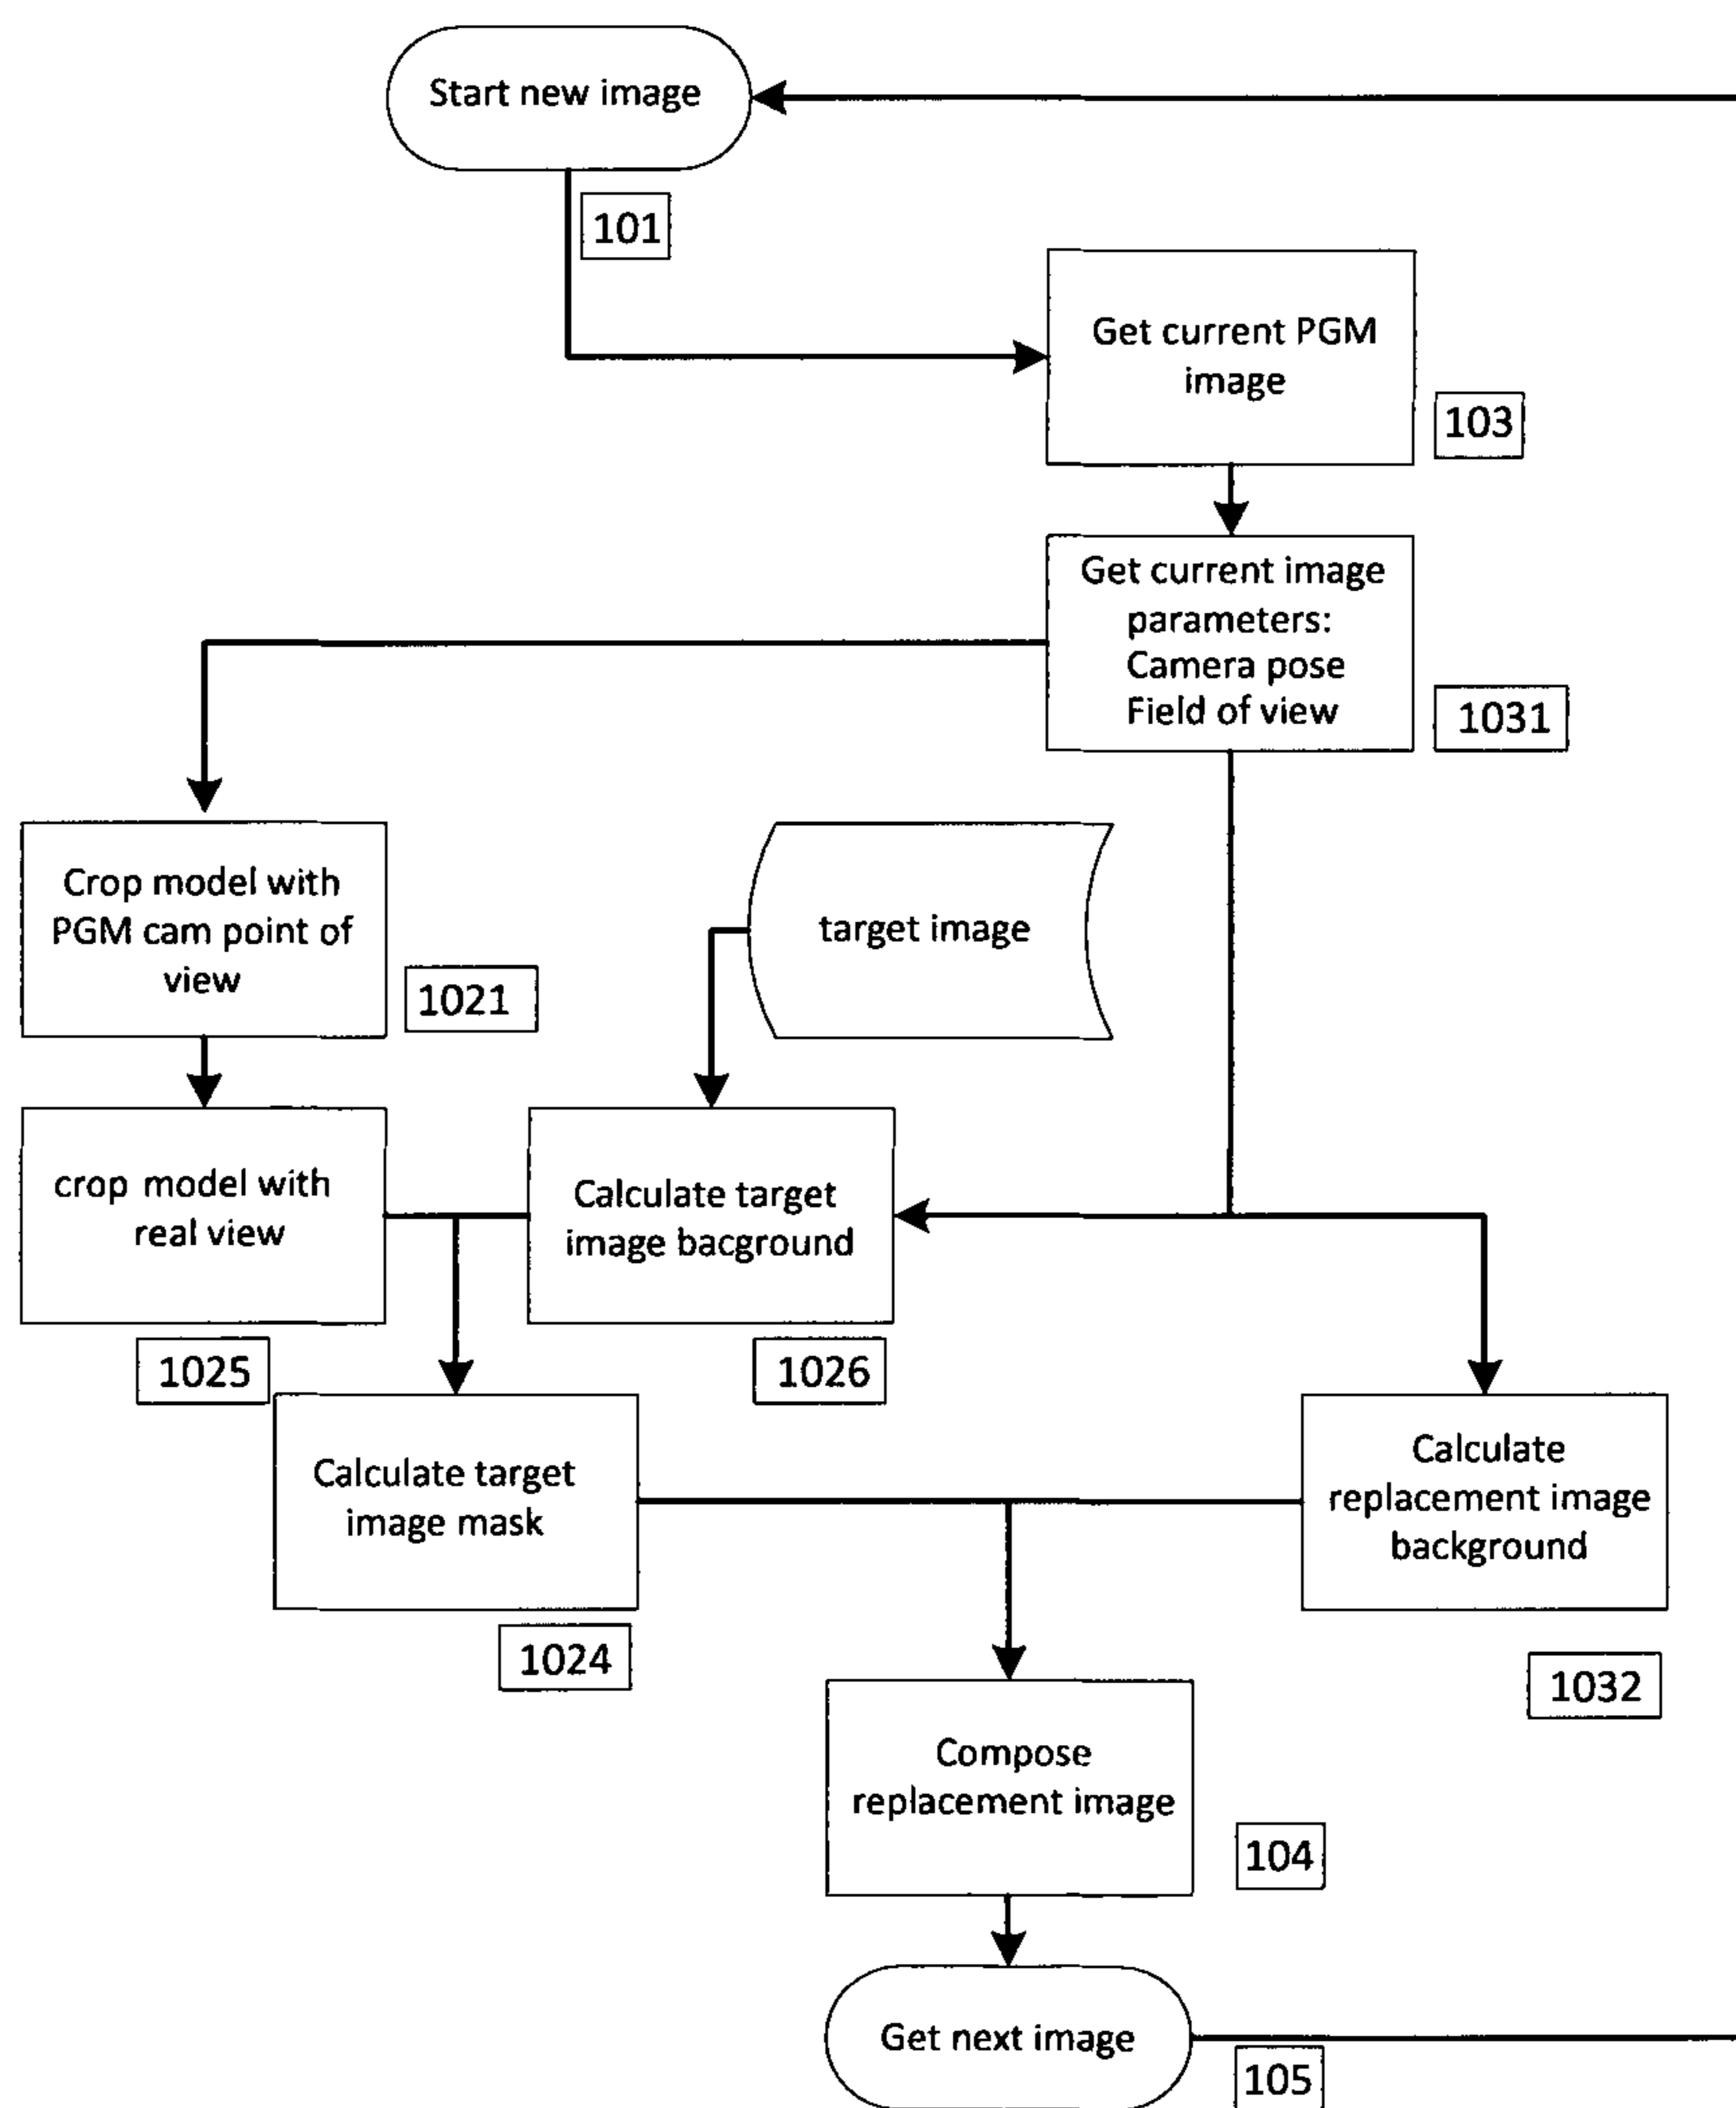 Start new image
101
Get current PGM
image
103
Get current image
parameters:
Camera pose
Field of view
1031
Crop model with
PGM cam point of
view
1021
target image
crop model with
real view
1025
Calculate target
image bacground
1026
Calculate target
image mask
1024
Calculate
replacement image
background
1032
Compose
replacement image
104
Get next image
105